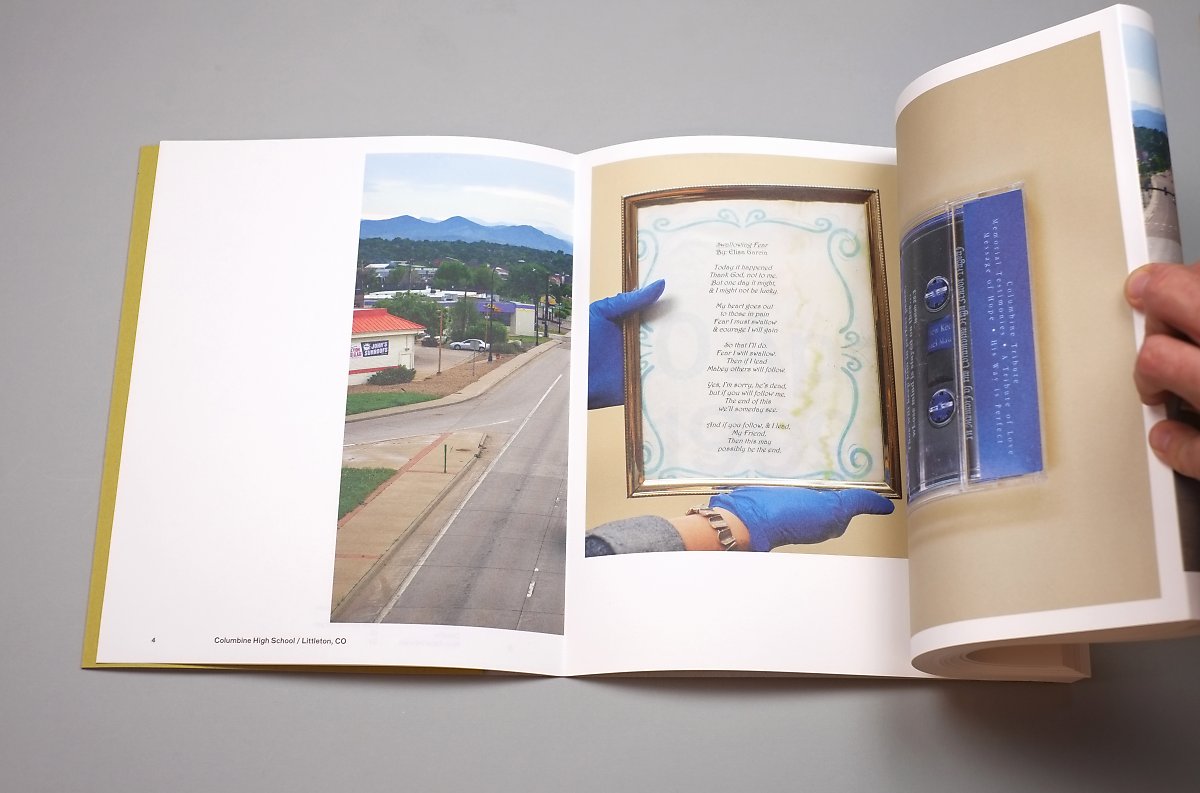 4
Columbine High School / Littleton, CO
JOHN'S
SUNROOFS
Swallowing Fear
By: Elisa Garcia
Today it happened
Thank God, not to me.
But one day it might,
& I might not be lucky.
My heart goes out
to those in pain
Fear I must swallow
& courage I will gain
So that I'll do.
Fear I will swallow.
Then if I lead
Mabey others will follow.
Yes, I'm sorry, he's dead,
but if you will follow me,
The end of this
we'll someday see.
And if you follow, & I lead,
My Friend,
Then this may
possibly be the end.
Columbine Tribute
Memorial Testimonies • A Tribute of Love
Message of Hope • His Way is Perfect